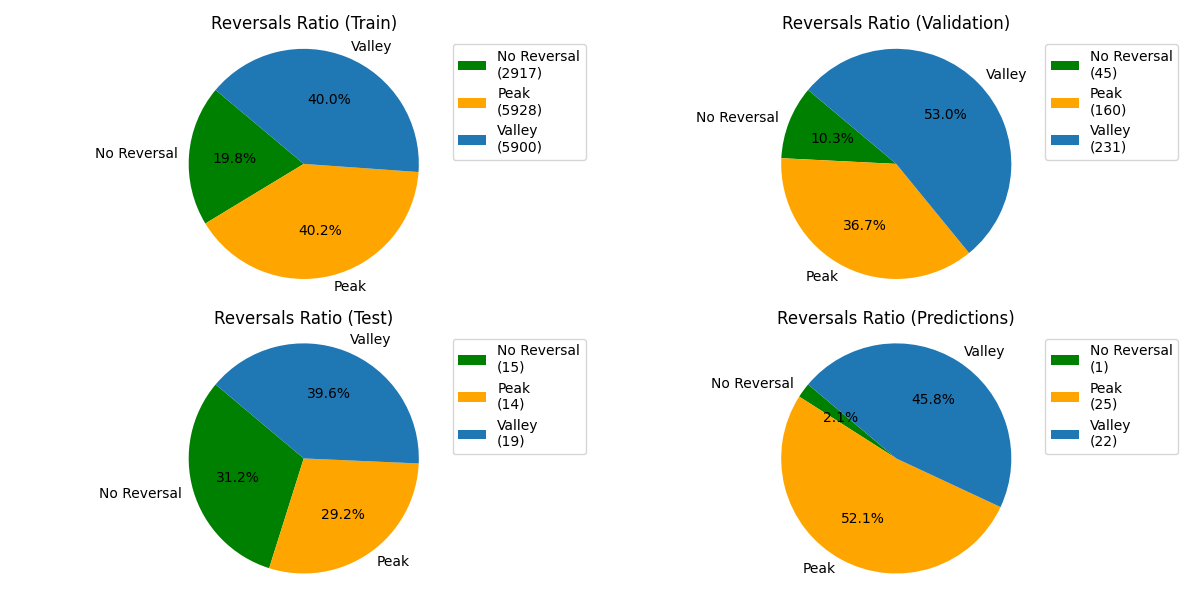 Reversals Ratio (Train)
Valley
40.0%
No Reversal
19.8%
40.2%
Peak
No Reversal
(2917)
Peak
(5928)
Valley
(5900)
Reversals Ratio (Validation)
Valley
53.0%
No Reversal
10.3%
36.7%
Peak
No Reversal
(45)
Peak
(160)
Valley
(231)
Reversals Ratio (Test)
Valley
39.6%
No Reversal
31.2%
29.2%
Peak
No Reversal
(15)
Peak
(14)
Valley
(19)
Reversals Ratio (Predictions)
Valley
45.8%
No Reversal
2.1%
52.1%
Peak
No Reversal
(1)
Peak
(25)
Valley
(22)